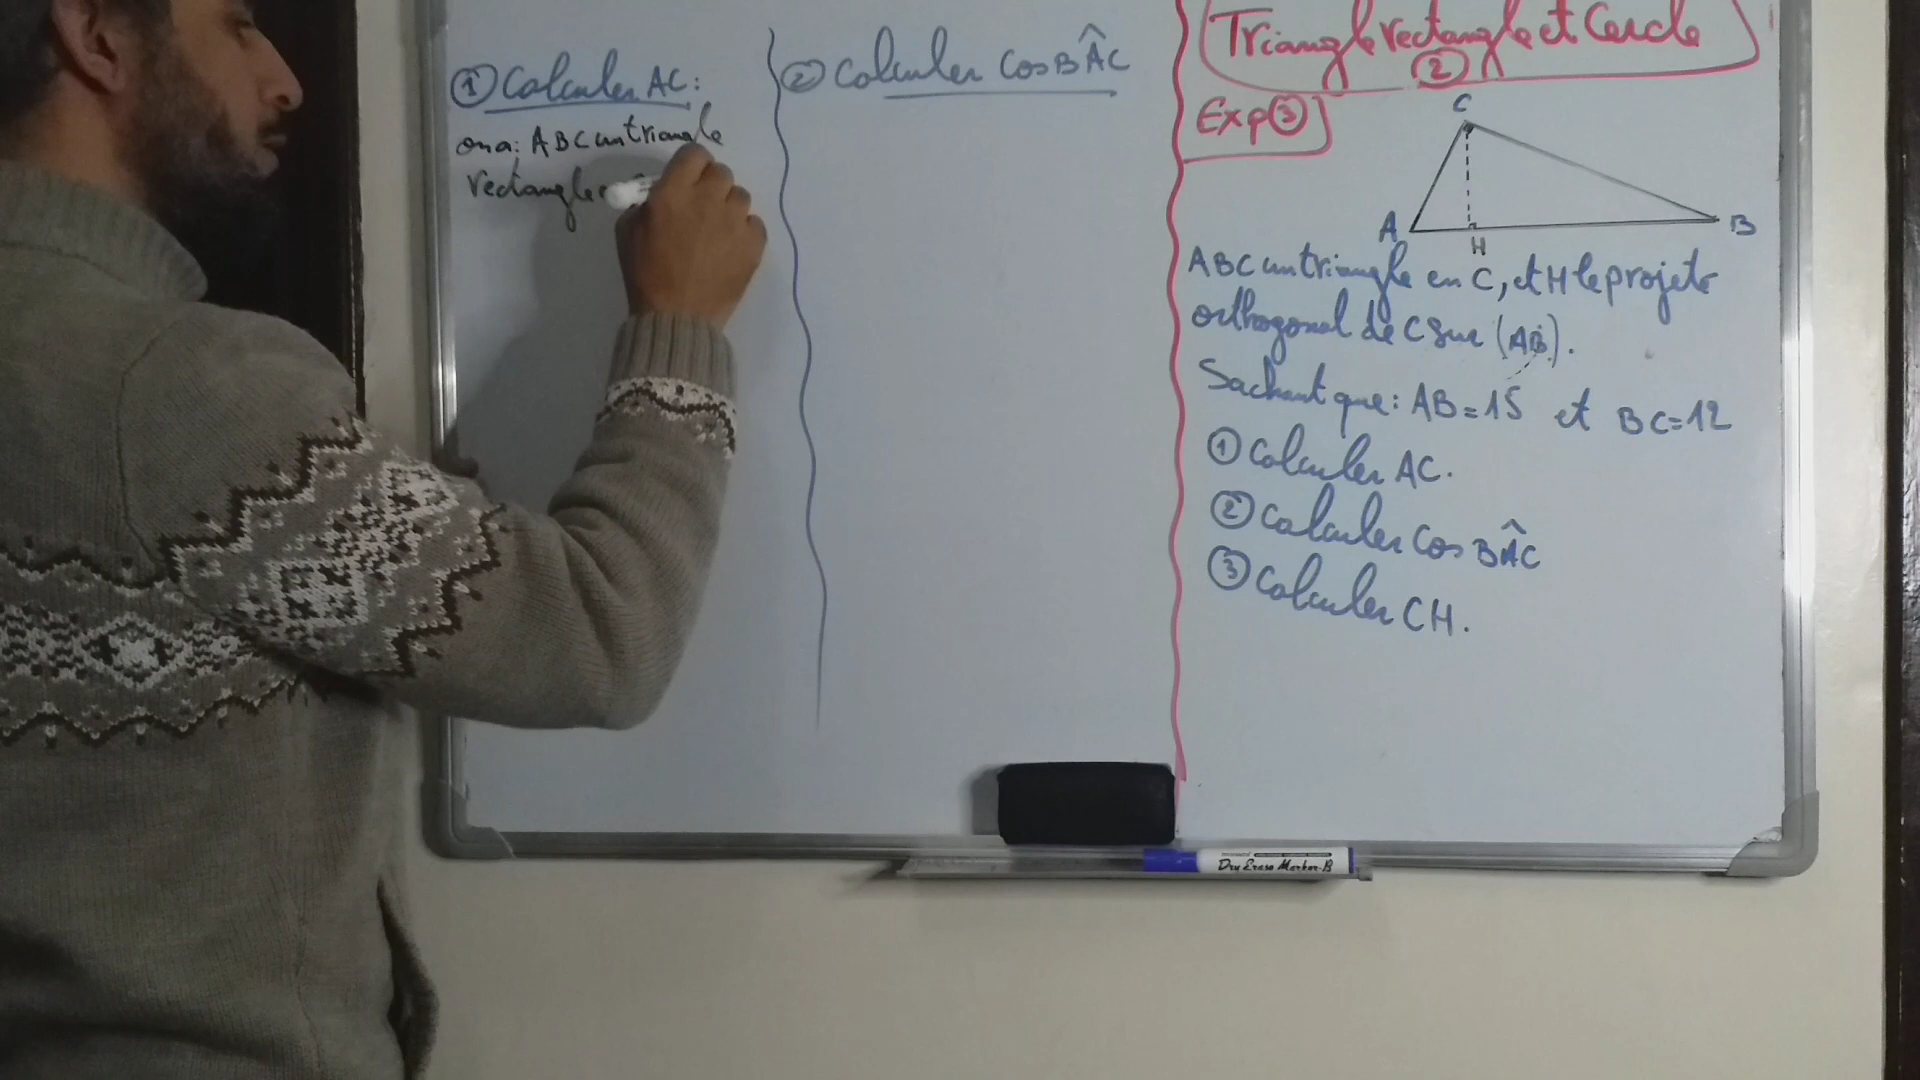 ① Calculer AC:
on a: ABC un triangle
rectangle
② Calculer cos BÂC
Triangle rectangle et Cercle
②
Exp③
C
A
H
B
ABC un triangle en C, et H le projeté
orthogonal de C sur (AB).
Sachant que: AB=15 et BC=12
① Calculer AC.
② Calculer cos BÂC
③ Calculer CH.
Dry Erase Marker-B